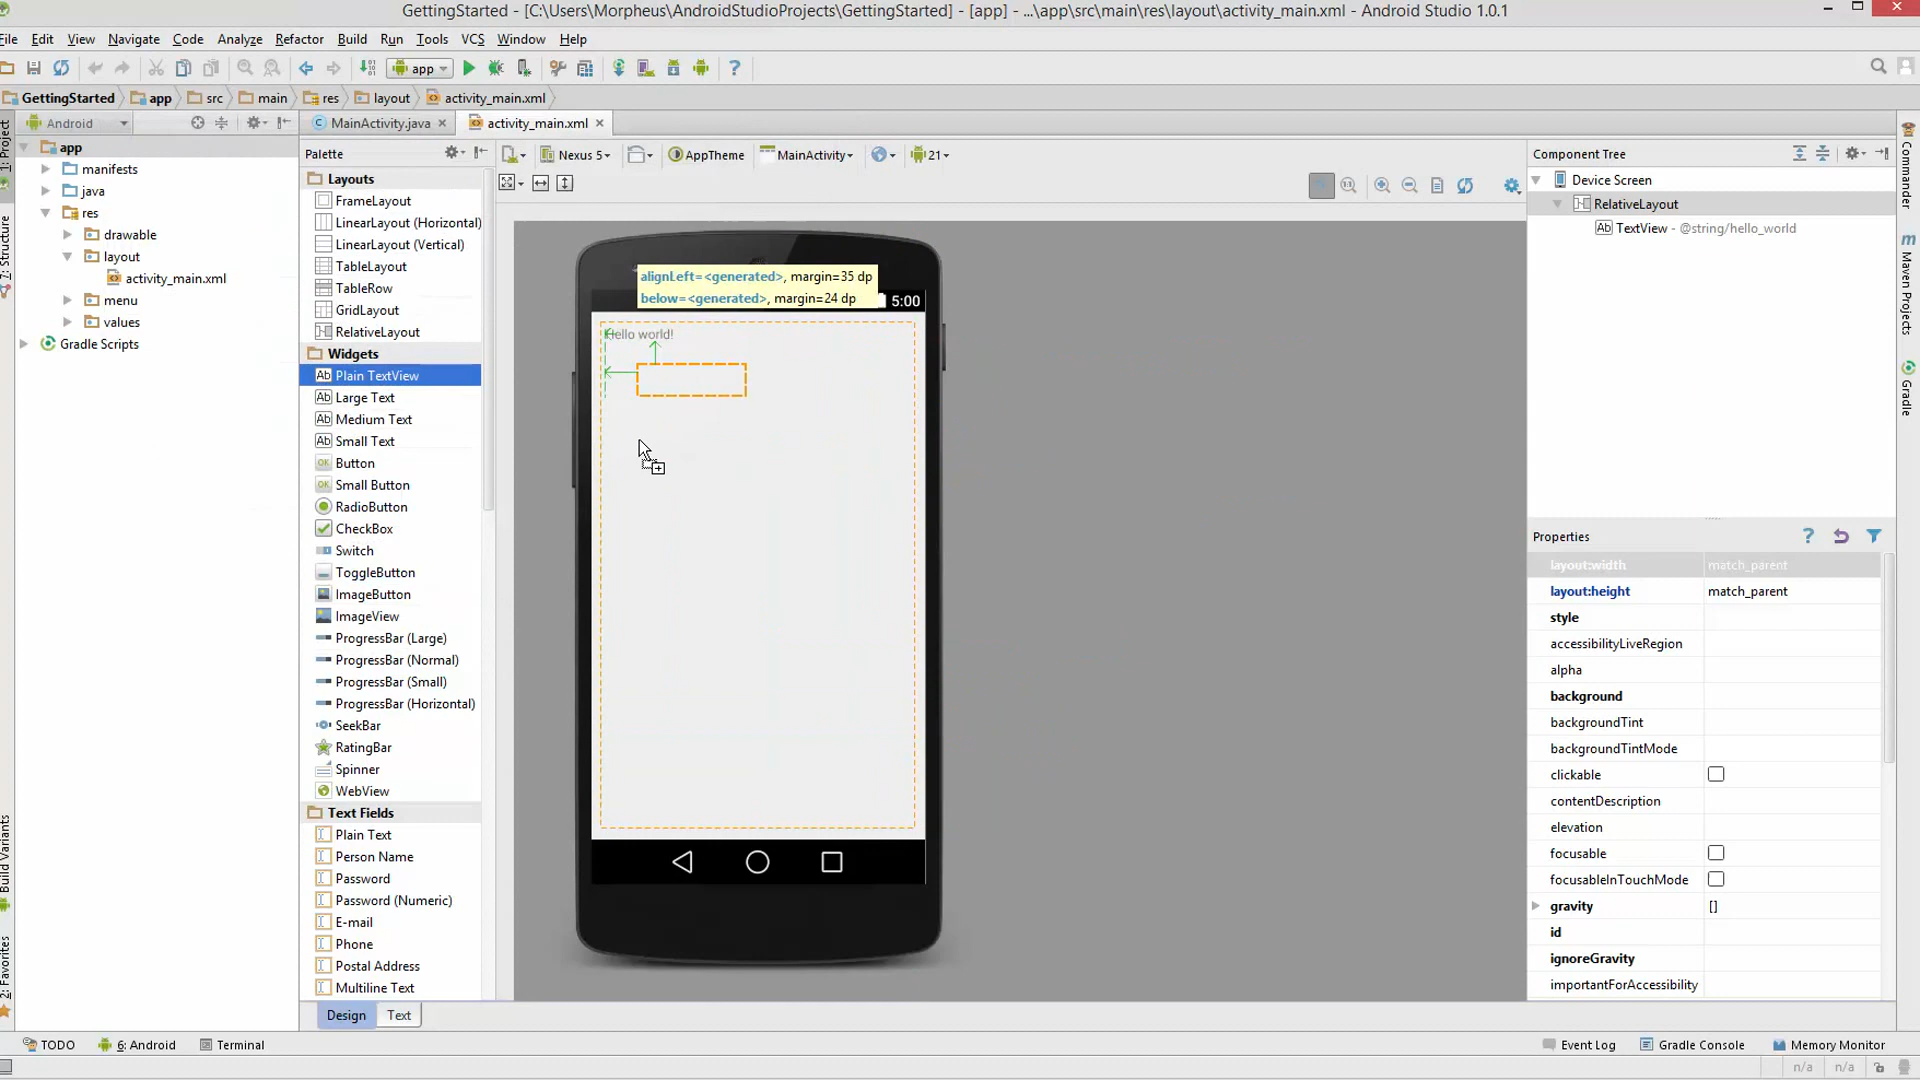 GettingStarted - [C:\Users\Morpheus\AndroidStudioProjects\GettingStarted] - [app] - ...\app\src\main\res\layout\activity_main.xml - Android Studio 1.0.1
File Edit View Navigate Code Analyze Refactor Build Run Tools VCS Window Help
app
GettingStarted app src main res layout activity_main.xml
Android
MainActivity.java
activity_main.xml
1: Project
7: Structure
Build Variants
2: Favorites
app
manifests
java
res
drawable
layout
activity_main.xml
menu
values
Gradle Scripts
Palette
Layouts
FrameLayout
LinearLayout (Horizontal)
LinearLayout (Vertical)
TableLayout
TableRow
GridLayout
RelativeLayout
Widgets
Plain TextView
Large Text
Medium Text
Small Text
Button
Small Button
RadioButton
CheckBox
Switch
ToggleButton
ImageButton
ImageView
ProgressBar (Large)
ProgressBar (Normal)
ProgressBar (Small)
ProgressBar (Horizontal)
SeekBar
RatingBar
Spinner
WebView
Text Fields
Plain Text
Person Name
Password
Password (Numeric)
E-mail
Phone
Postal Address
Multiline Text
Design Text
Nexus 5 AppTheme MainActivity 21
alignLeft=<generated>, margin=35 dp
below=<generated>, margin=24 dp
5:00
Hello world!
Component Tree
Device Screen
RelativeLayout
TextView - @string/hello_world
Properties
layout:width match_parent
layout:height match_parent
style
accessibilityLiveRegion
alpha
background
backgroundTint
backgroundTintMode
clickable
contentDescription
elevation
focusable
focusableInTouchMode
gravity []
id
ignoreGravity
importantForAccessibility
Commander
Maven Projects
Gradle
TODO 6: Android Terminal
Event Log Gradle Console Memory Monitor
n/a n/a